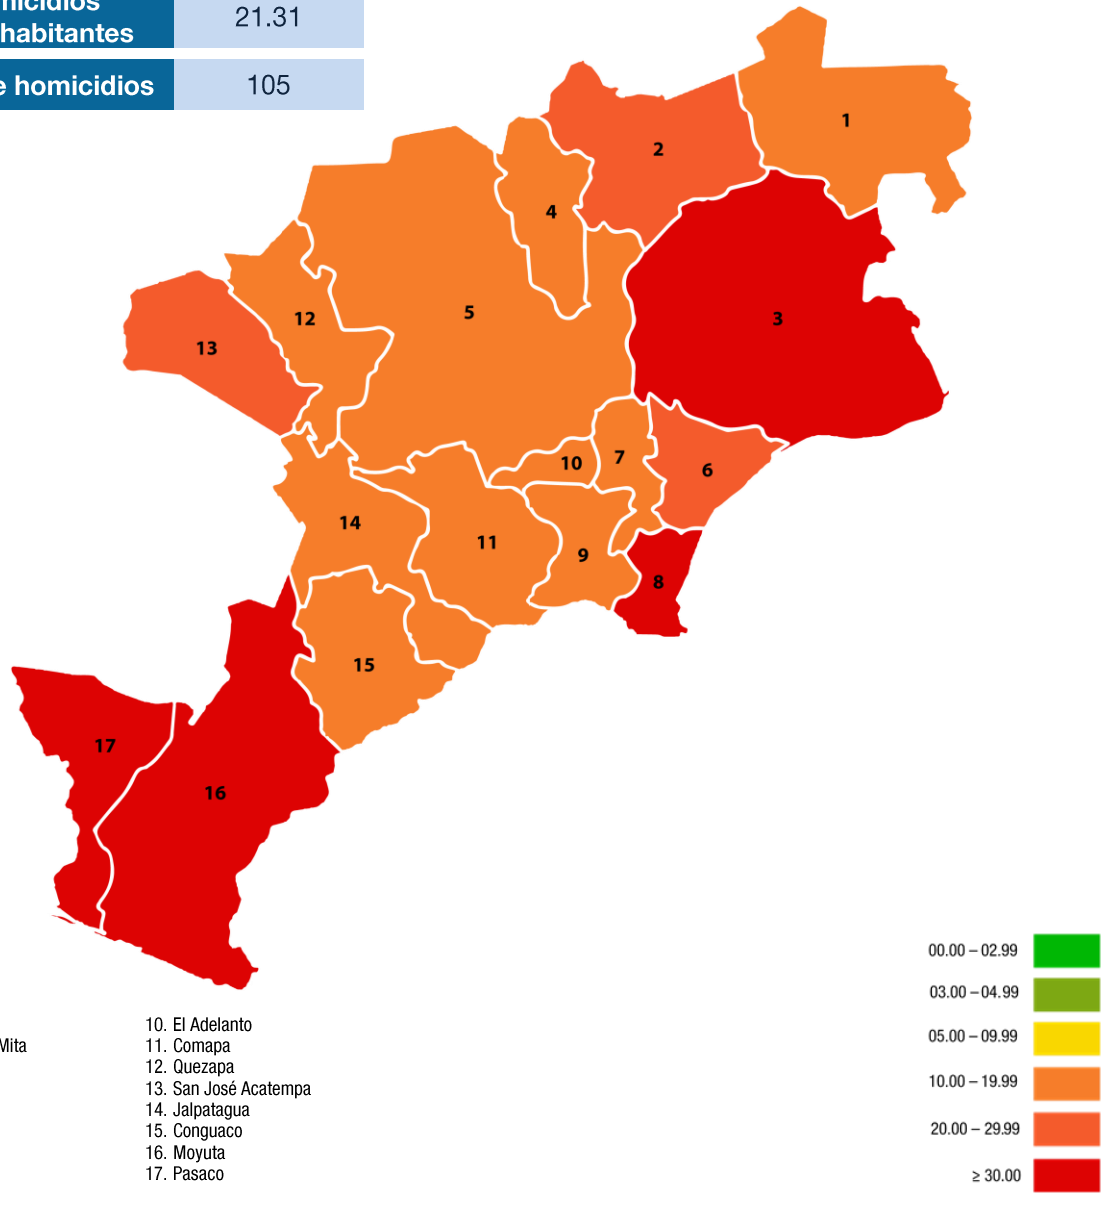 habitantes
21.31
e homicidios
105
1
2
4
5
3
12
13
10
7
6
14
11
9
8
15
17
16
00.00 – 02.99
03.00 – 04.99
05.00 – 09.99
10.00 – 19.99
20.00 – 29.99
≥ 30.00
Mita
10. El Adelanto
11. Comapa
12. Quezapa
13. San José Acatempa
14. Jalpatagua
15. Conguaco
16. Moyuta
17. Pasaco